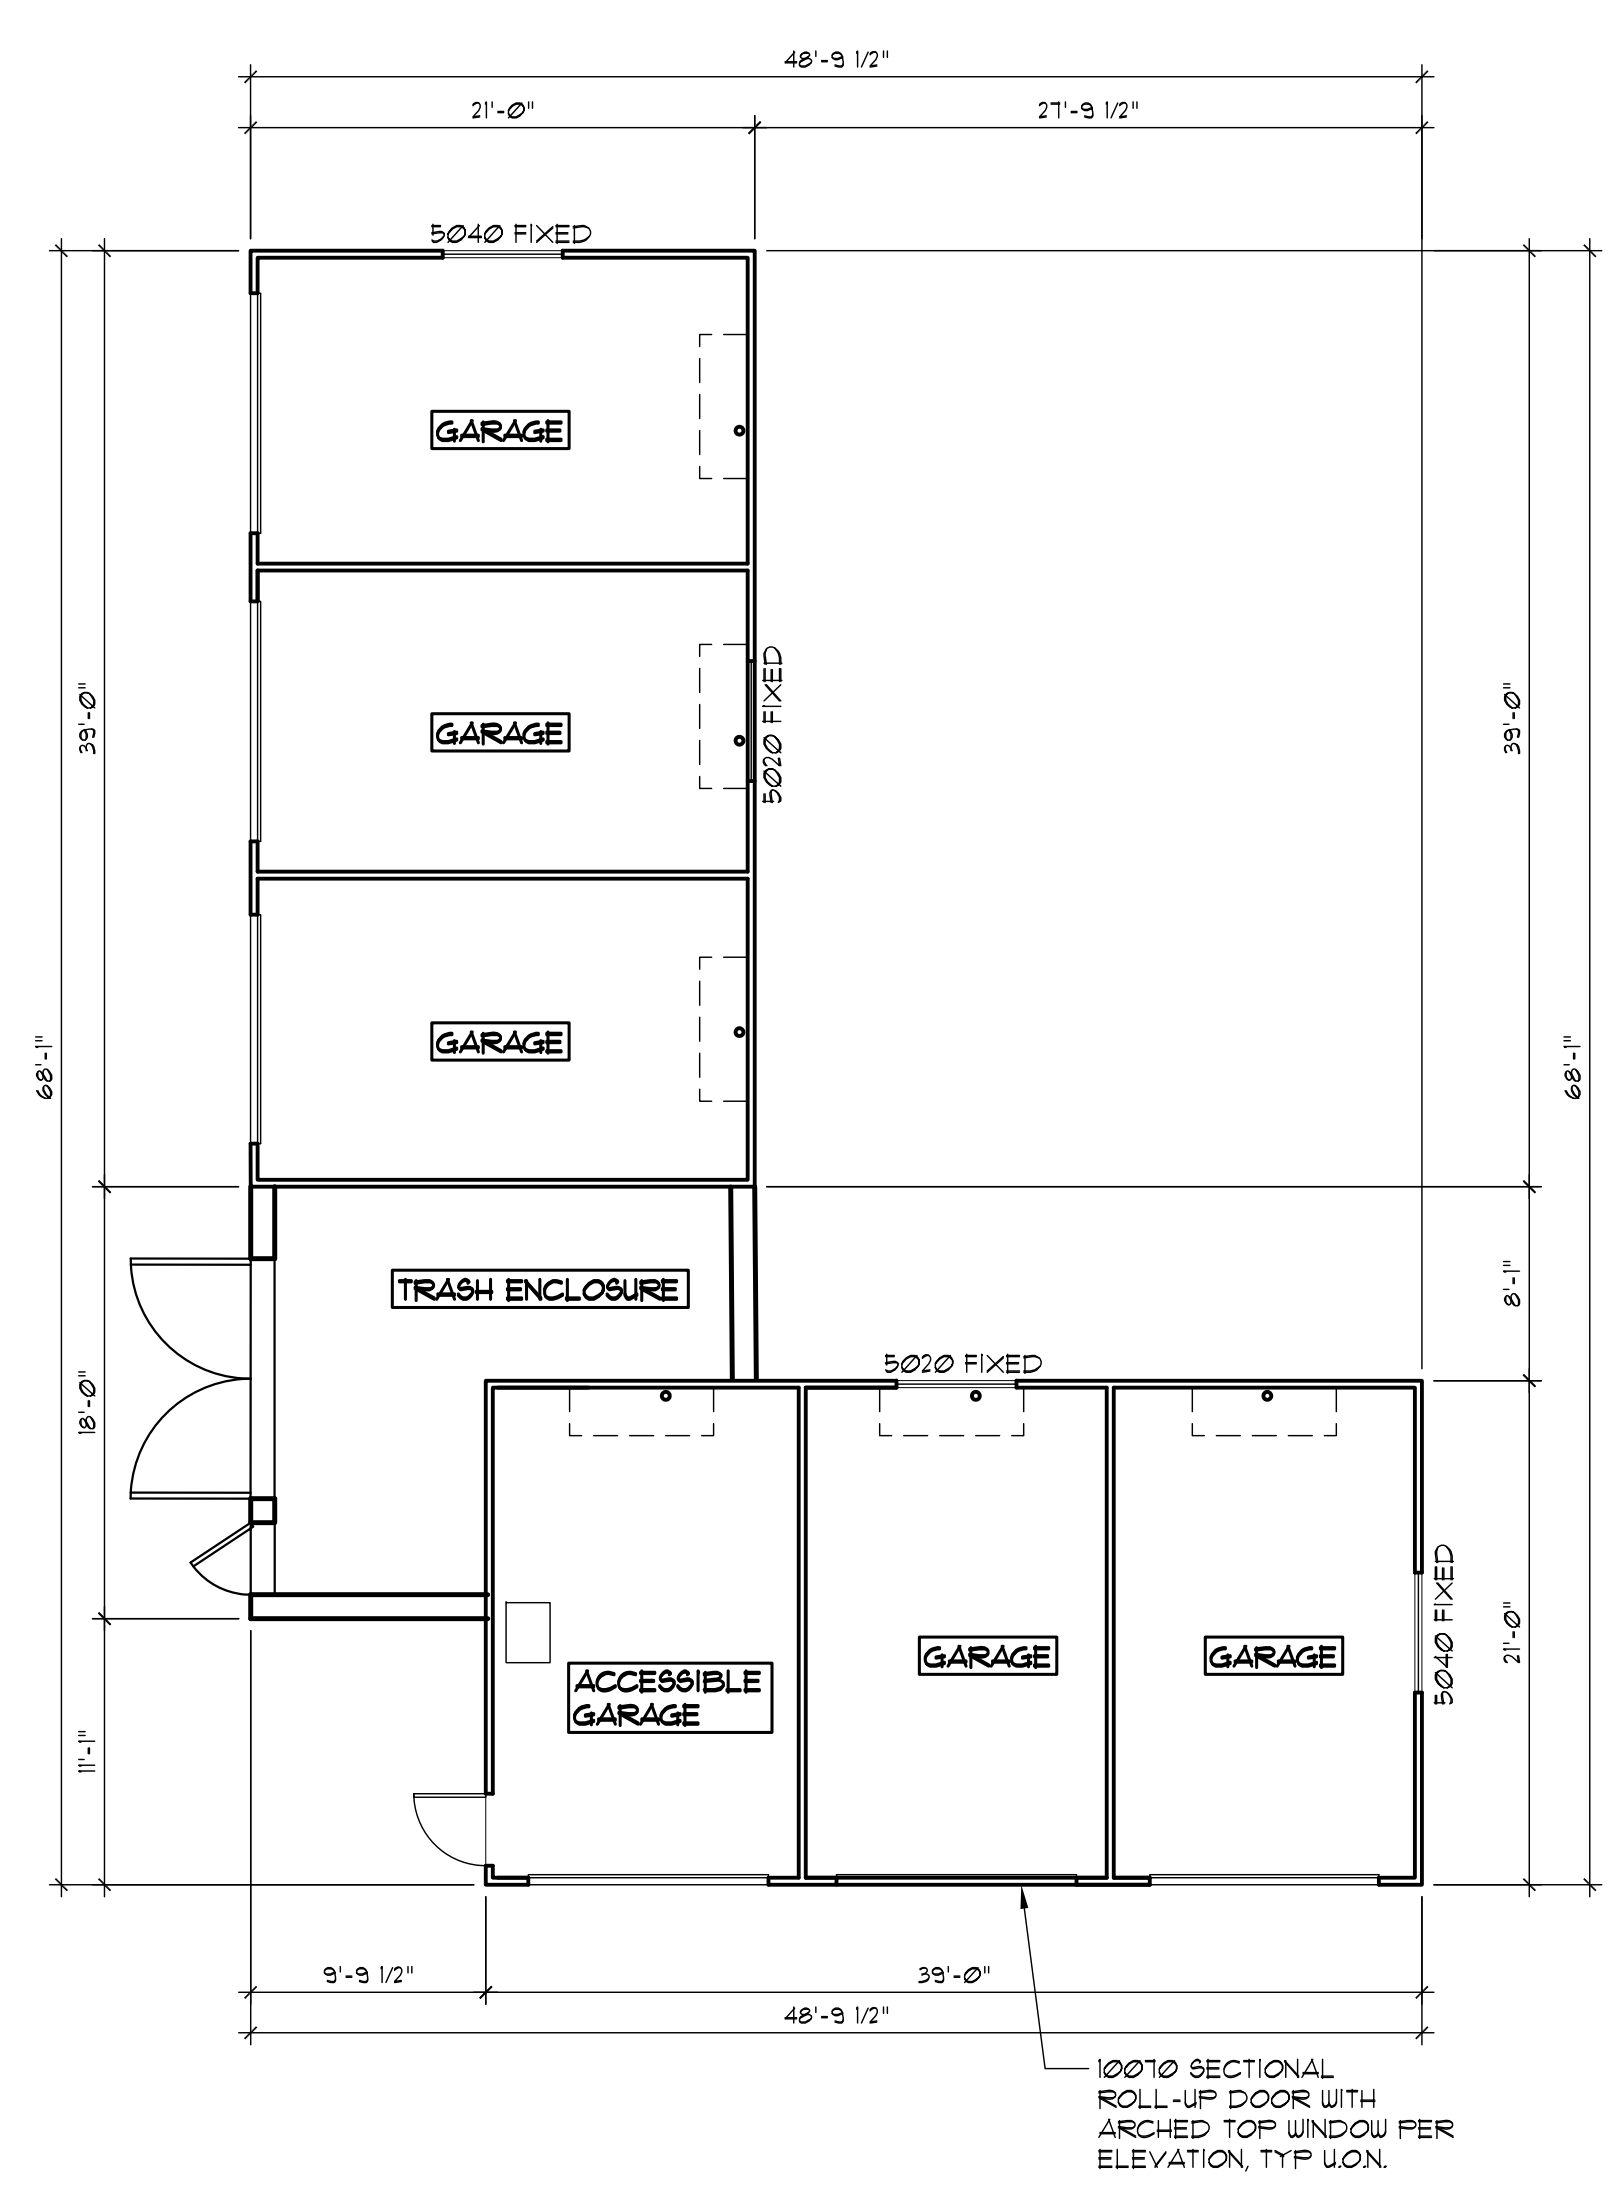 48'-9 1/2"
21'-0"
27'-9 1/2"
5040 FIXED
GARAGE
GARAGE
5020 FIXED
39'-0"
39'-0"
GARAGE
68'-1"
68'-1"
TRASH ENCLOSURE
8'-1"
5020 FIXED
18'-0"
5040 FIXED
21'-0"
GARAGE
GARAGE
ACCESSIBLE
GARAGE
11'-1"
9'-9 1/2"
39'-0"
48'-9 1/2"
10070 SECTIONAL
ROLL-UP DOOR WITH
ARCHED TOP WINDOW PER
ELEVATION, TYP U.O.N.